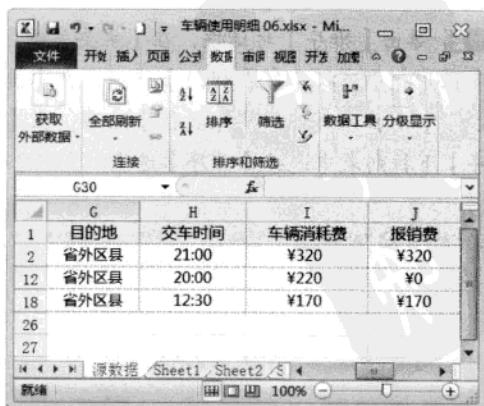 车辆使用明细 06.xlsx - Mi...
文件 开始 插入 页面 公式 数据 审阅 视图 开发 加载
获取
外部数据
全部刷新
连接
排序
筛选
排序和筛选
数据工具
分级显示
G30 fx
G H I J
1 目的地 交车时间 车辆消耗费 报销费
2 省外区县 21:00 ¥320 ¥320
12 省外区县 20:00 ¥220 ¥0
18 省外区县 12:30 ¥170 ¥170
26
27
源数据 Sheet1 Sheet2 S
就绪 100%